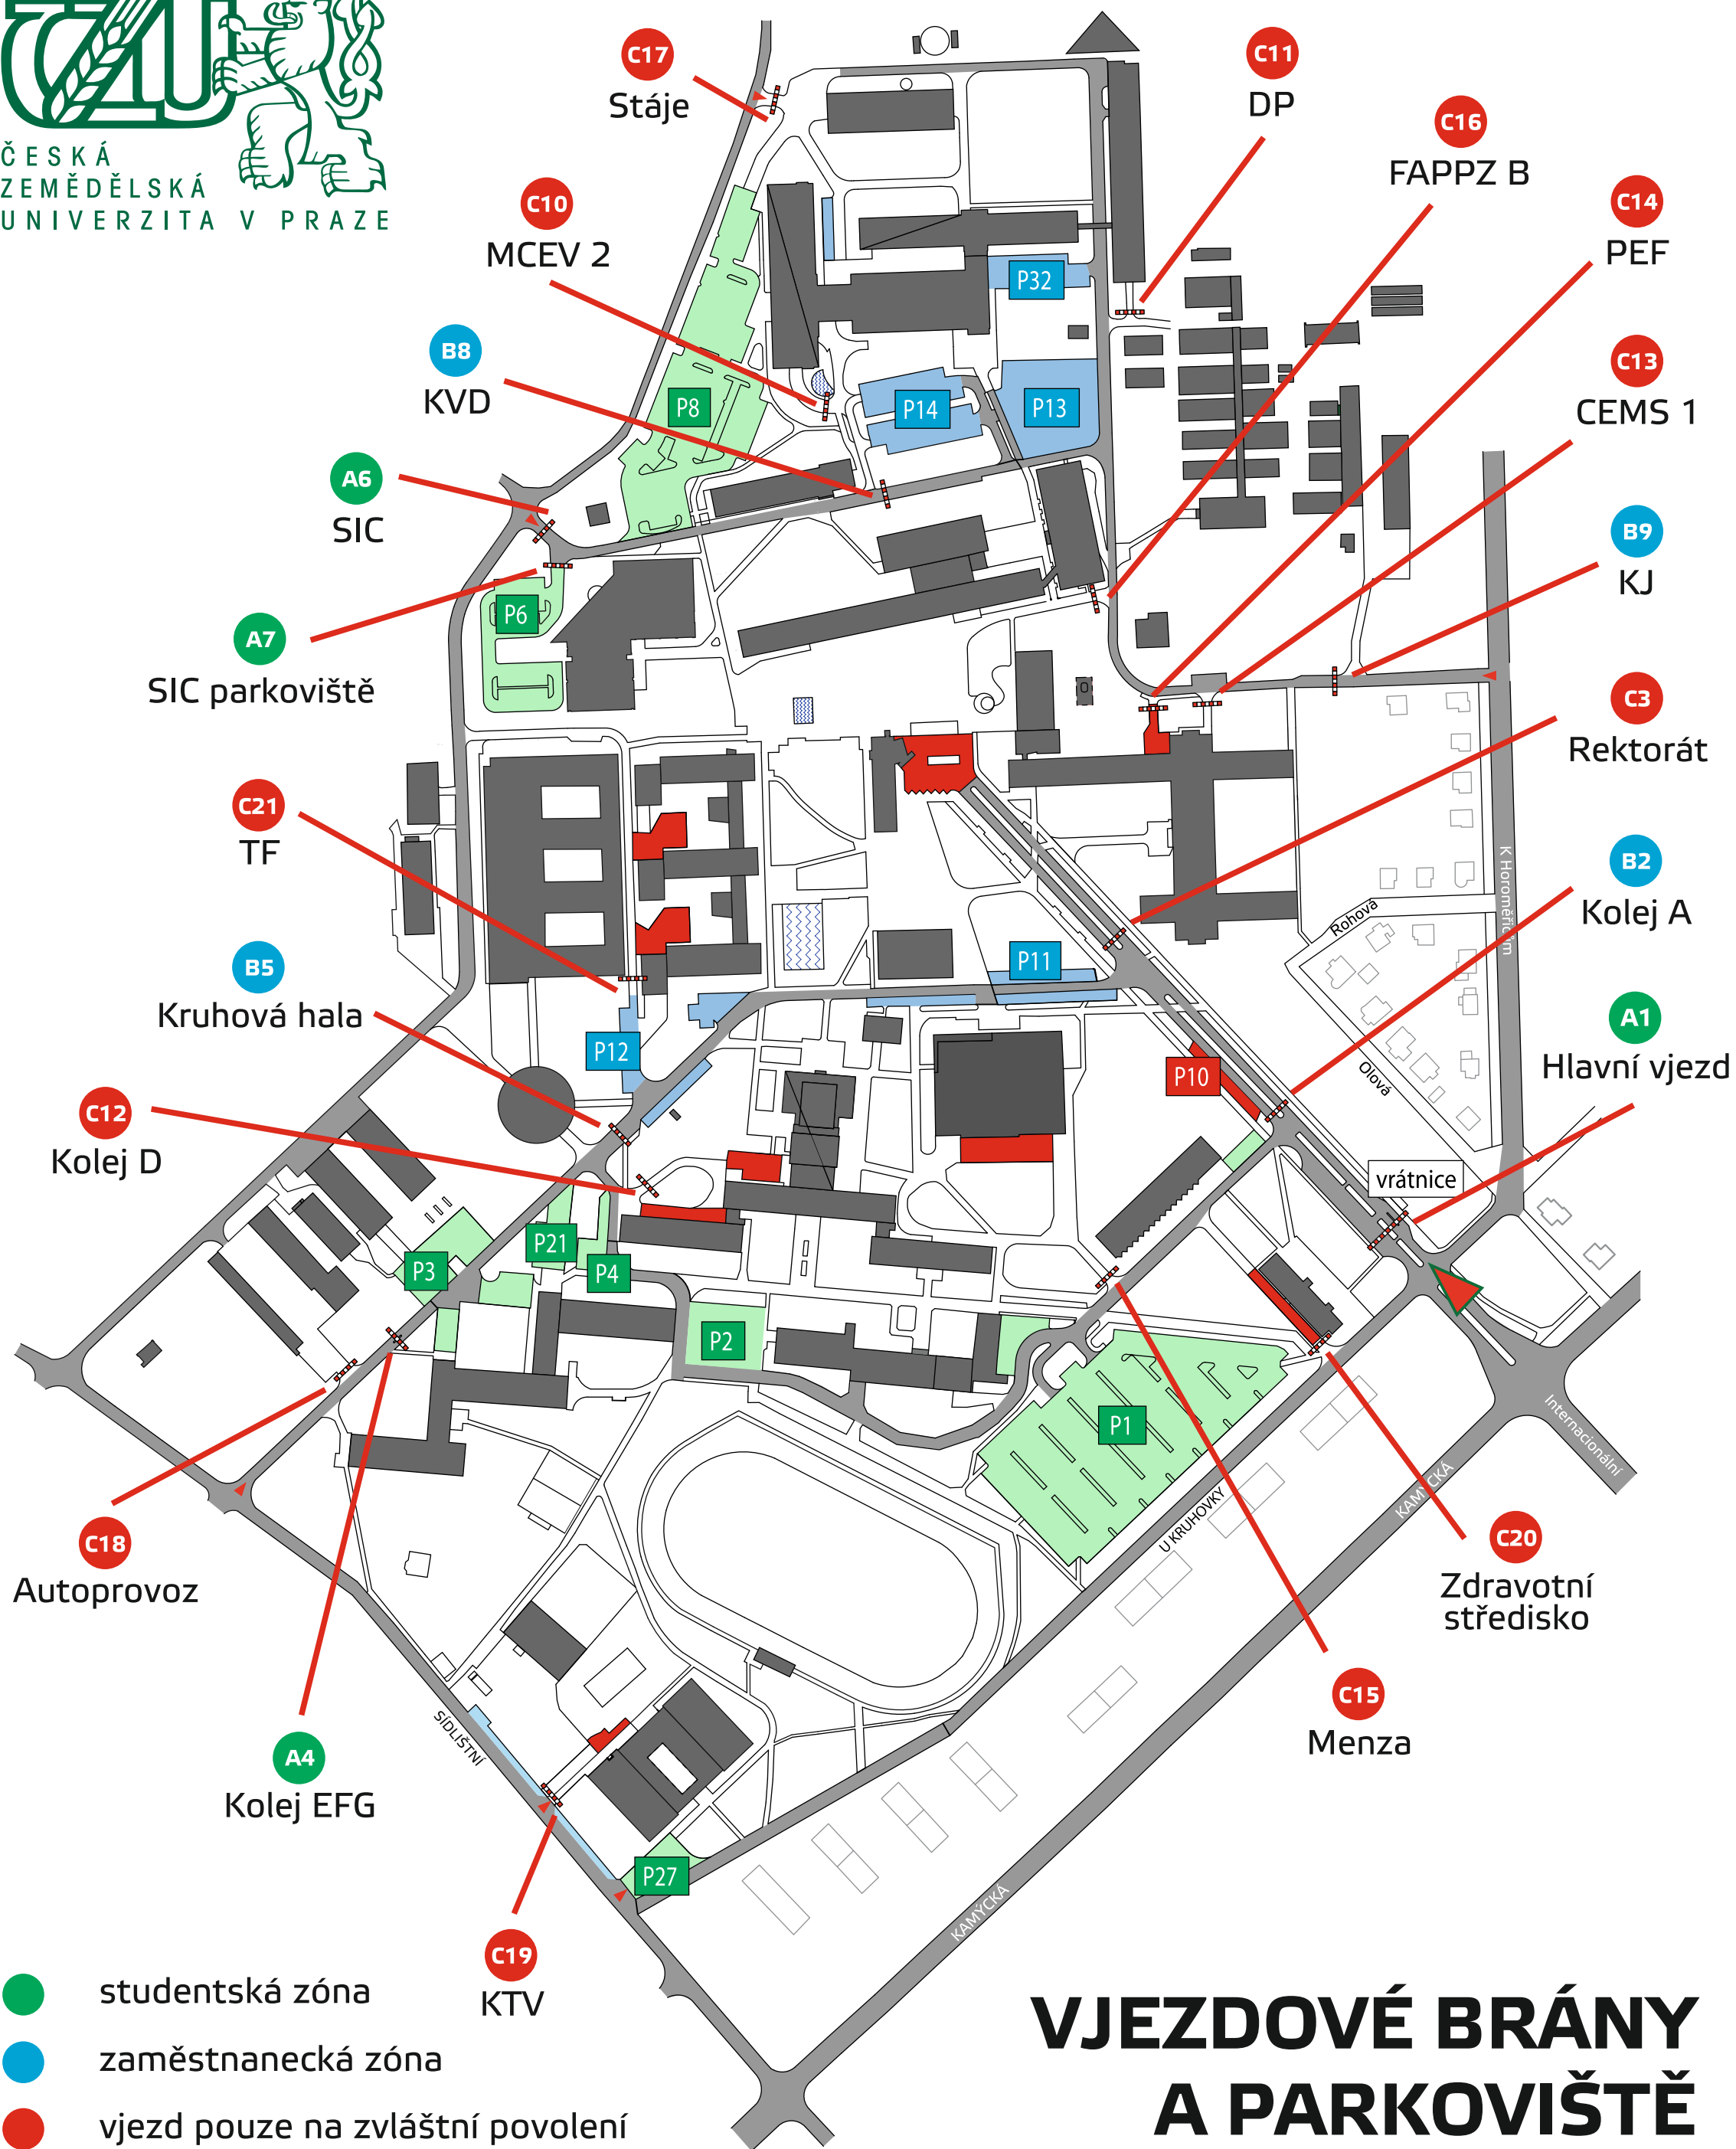 ČESKÁ
ZEMĚDĚLSKÁ
UNIVERZITA V PRAZE
C17
Stáje
C11
DP
C16
FAPPZ B
C10
MCEV 2
C14
PEF
P32
B8
KVD
C13
CEMS 1
P8
P14
P13
A6
SIC
B9
KJ
P6
A7
SIC parkoviště
C3
Rektorát
C21
TF
K Horoměřicům
B2
Kolej A
Rohová
P11
B5
Kruhová hala
A1
Hlavní vjezd
P12
P10
Olová
C12
Kolej D
vrátnice
P21
P3
P4
P2
P1
Internacionální
KAMÝCKÁ
U KRUHOVKY
C18
Autoprovoz
C20
Zdravotní
středisko
C15
Menza
SÍDLIŠTNÍ
A4
Kolej EFG
P27
KAMÝCKÁ
C19
KTV
studentská zóna
zaměstnanecká zóna
vjezd pouze na zvláštní povolení
VJEZDOVÉ BRÁNY
A PARKOVIŠTĚ